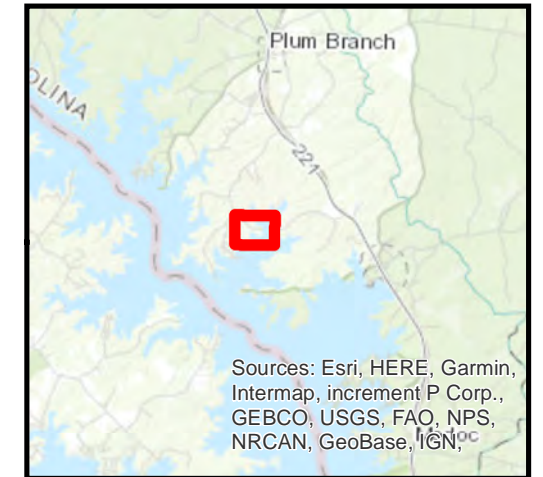 Plum Branch
OLINA
221
Sources: Esri, HERE, Garmin,
Intermap, increment P Corp.,
GEBCO, USGS, FAO, NPS,
NRCAN, GeoBase, IGN,